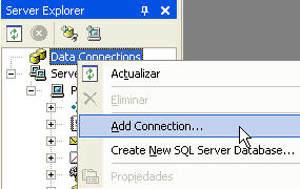 Server Explorer
Data Connections
Serve
P
Actualizar
Eliminar
Add Connection...
Create New SQL Server Database...
Propiedades